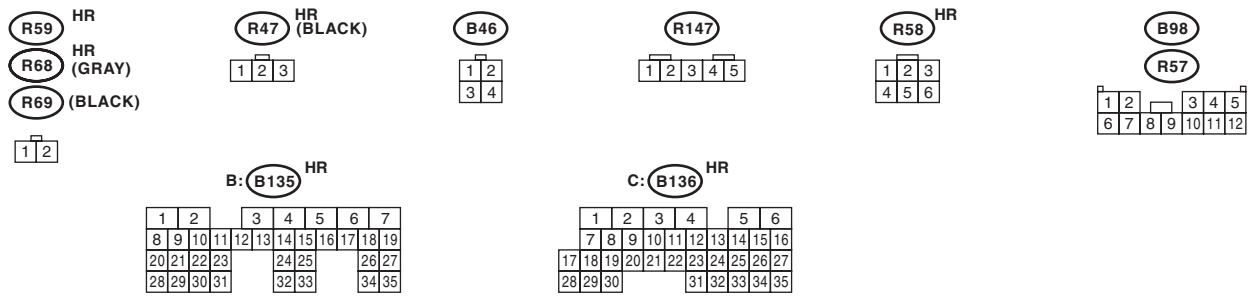 R59 HR
R68 HR (GRAY)
R69 (BLACK)
1 2
R47 HR (BLACK)
1 2 3
B46
1 2
3 4
R147
1 2 3 4 5
R58 HR
1 2 3
4 5 6
B98
R57
1 2 3 4 5
6 7 8 9 10 11 12
B: B135 HR
1 2 3 4 5 6 7
8 9 10 11 12 13 14 15 16 17 18 19
20 21 22 23 24 25 26 27
28 29 30 31 32 33 34 35
C: B136 HR
1 2 3 4 5 6
7 8 9 10 11 12 13 14 15 16
17 18 19 20 21 22 23 24 25 26 27
28 29 30 31 32 33 34 35